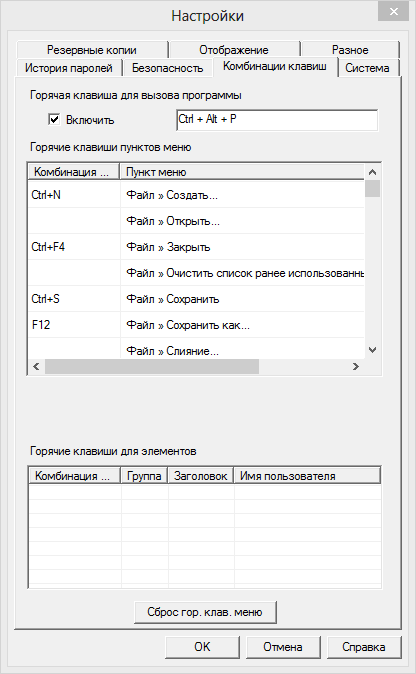 Настройки
Резервные копии Отображение Разное
История паролей Безопасность Комбинации клавиш Система
Горячая клавиша для вызова программы
Включить Ctrl + Alt + P
Горячие клавиши пунктов меню
Комбинация ... Пункт меню
Ctrl+N Файл » Создать...
Файл » Открыть...
Ctrl+F4 Файл » Закрыть
Файл » Очистить список ранее использованнь
Ctrl+S Файл » Сохранить
F12 Файл » Сохранить как...
Файл » Слияние...
Горячие клавиши для элементов
Комбинация ... Группа Заголовок Имя пользователя
Сброс гор. клав. меню
OK Отмена Справка